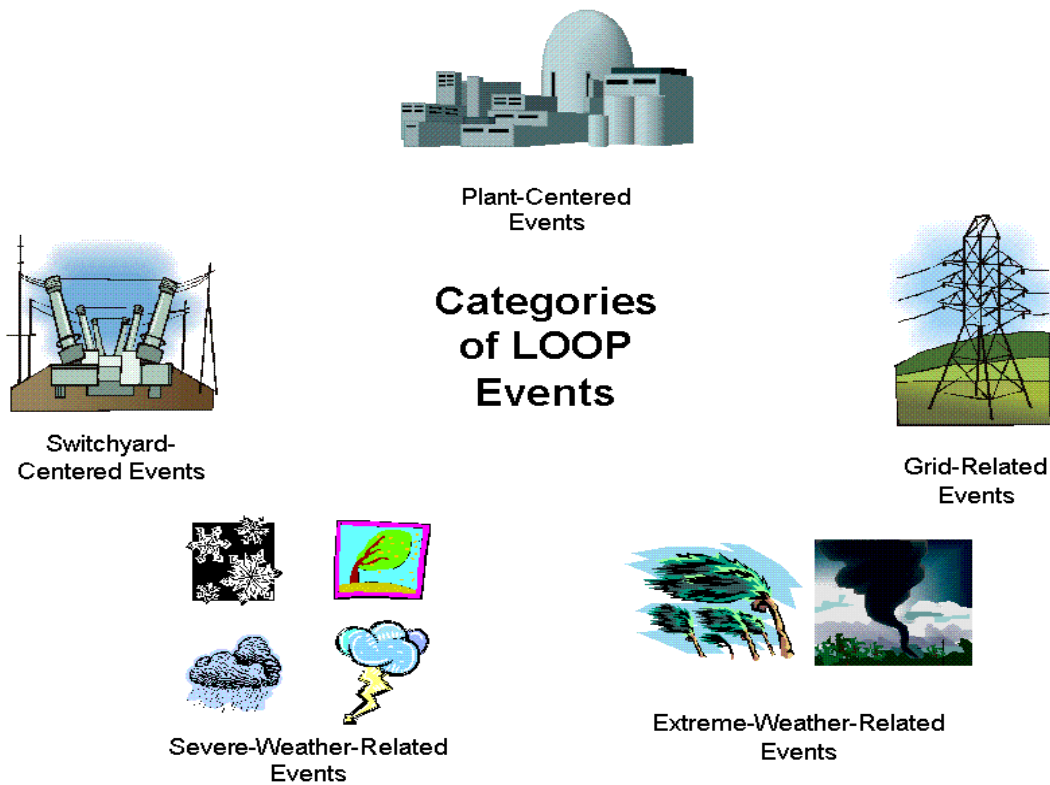 Plant-Centered
Events
Categories
of LOOP
Events
Switchyard-
Centered Events
Grid-Related
Events
Severe-Weather-Related
Events
Extreme-Weather-Related
Events